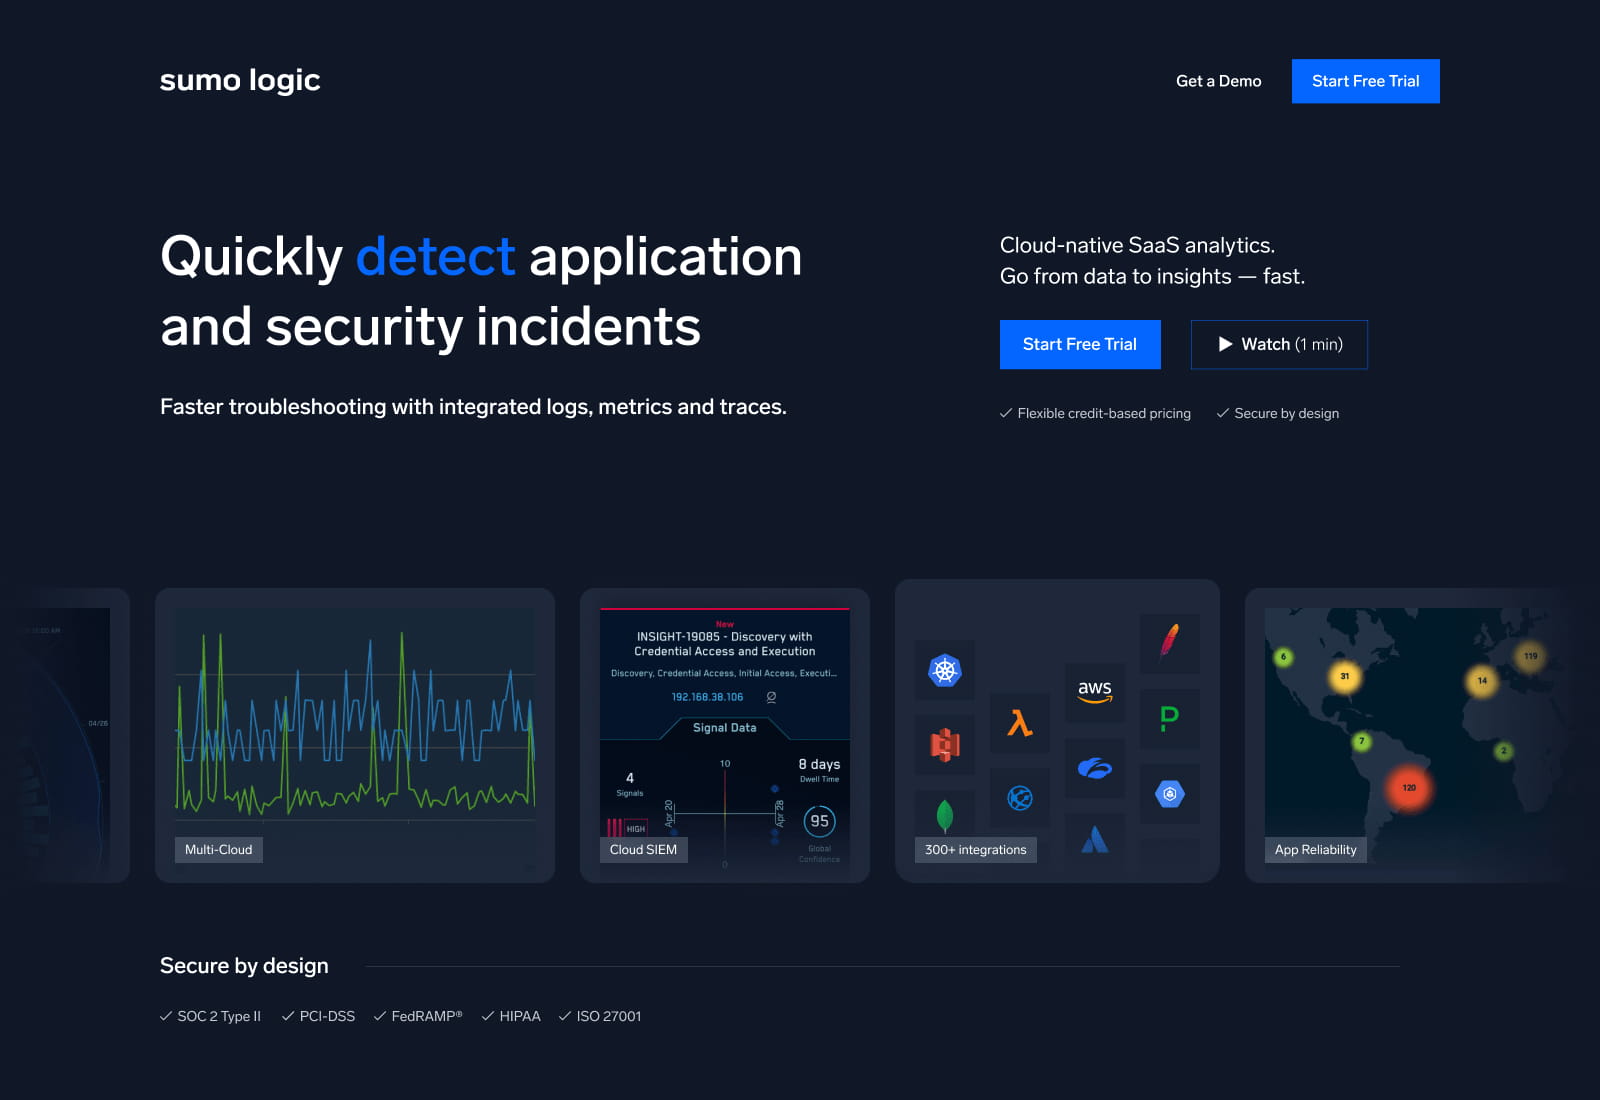 sumo logic
Get a Demo
Start Free Trial
Quickly detect application
and security incidents
Faster troubleshooting with integrated logs, metrics and traces.
Cloud-native SaaS analytics.
Go from data to insights — fast.
Start Free Trial
Watch (1 min)
Flexible credit-based pricing
Secure by design
04/26
Multi-Cloud
New
INSIGHT-19085 - Discovery with
Credential Access and Execution
Discovery, Credential Access, Initial Access, Executi...
192.168.38.106
Signal Data
4
Signals
HIGH
10
Apr 20
Apr 28
0
8 days
Dwell Time
95
Global
Confidence
Cloud SIEM
aws
300+ integrations
6
31
7
120
14
119
2
App Reliability
Secure by design
SOC 2 Type II
PCI-DSS
FedRAMP®
HIPAA
ISO 27001